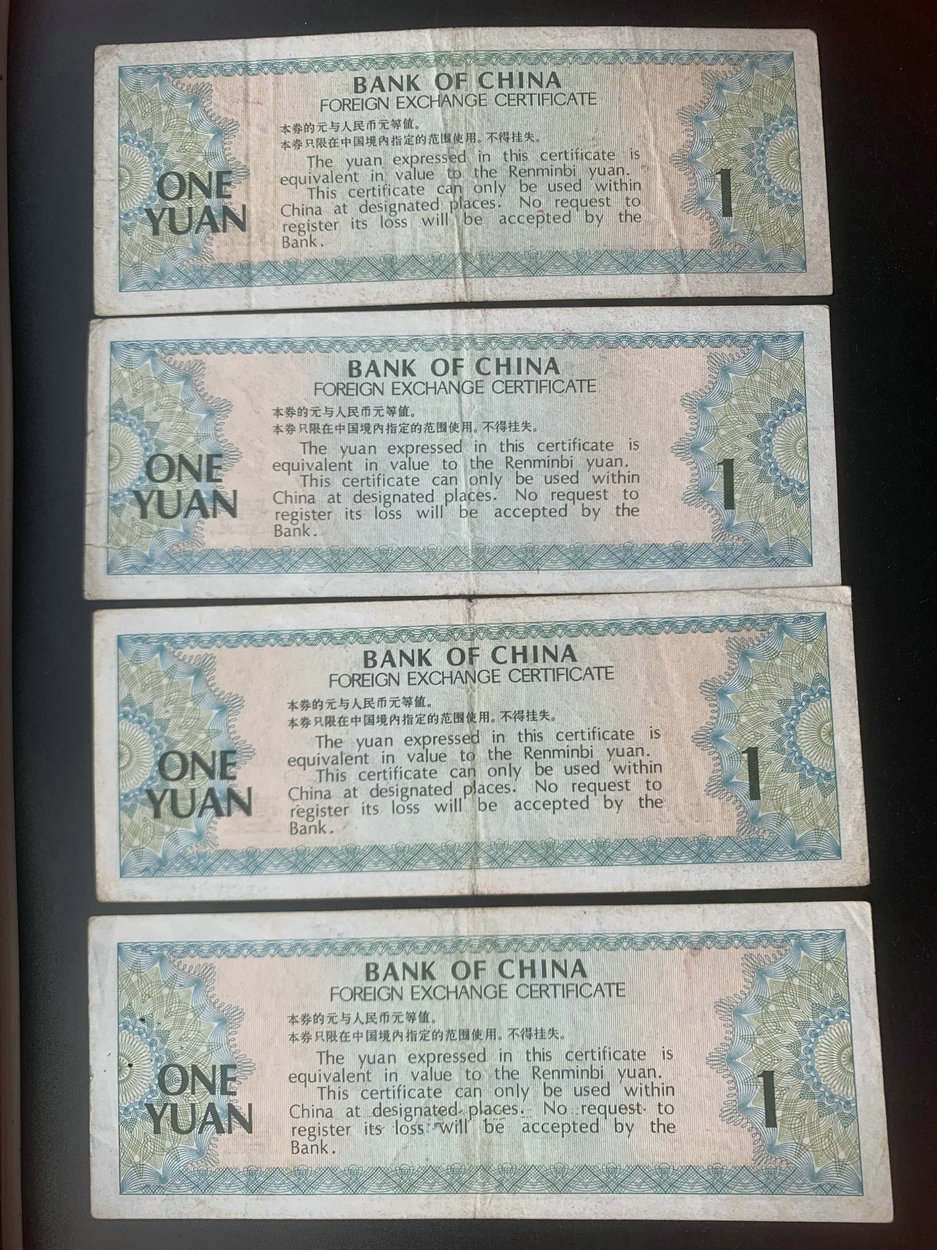 BANK OF CHINA
FOREIGN EXCHANGE CERTIFICATE
本券的元与人民币元等值。
本券只限在中国境内指定的范围使用。不得挂失。
The yuan expressed in this certificate is
equivalent in value to the Renminbi yuan.
This certificate can only be used within
China at designated places. No request to
register its loss will be accepted by the
Bank.
ONE
YUAN
1
BANK OF CHINA
FOREIGN EXCHANGE CERTIFICATE
本券的元与人民币元等值。
本券只限在中国境内指定的范围使用。不得挂失。
The yuan expressed in this certificate is
equivalent in value to the Renminbi yuan.
This certificate can only be used within
China at designated places. No request to
register its loss will be accepted by the
Bank.
ONE
YUAN
1
BANK OF CHINA
FOREIGN EXCHANGE CERTIFICATE
本券的元与人民币元等值。
本券只限在中国境内指定的范围使用。不得挂失。
The yuan expressed in this certificate is
equivalent in value to the Renminbi yuan.
This certificate can only be used within
China at designated places. No request to
register its loss will be accepted by the
Bank.
ONE
YUAN
1
BANK OF CHINA
FOREIGN EXCHANGE CERTIFICATE
本券的元与人民币元等值。
本券只限在中国境内指定的范围使用。不得挂失。
The yuan expressed in this certificate is
equivalent in value to the Renminbi yuan.
This certificate can only be used within
China at designated places. No request to
register its loss will be accepted by the
Bank.
ONE
YUAN
1